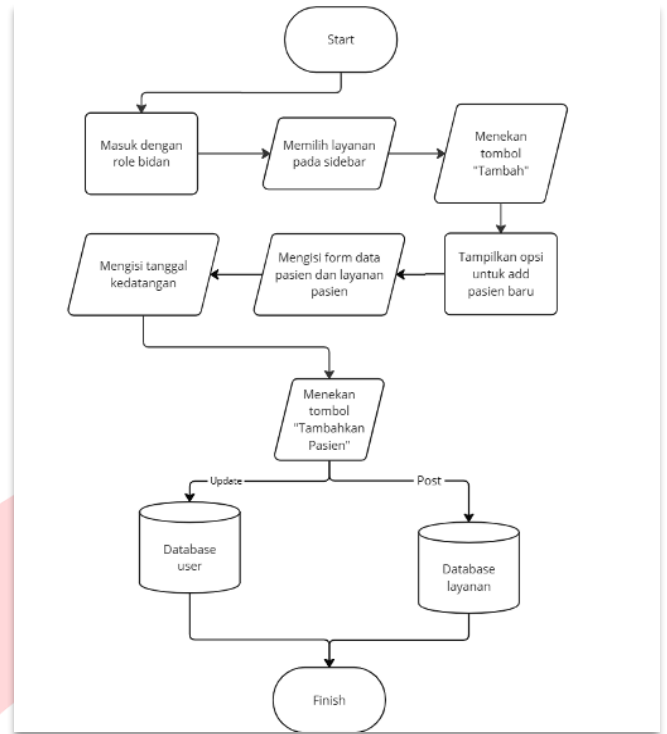 Start
Masuk dengan
role bidan
Memilih layanan
pada sidebar
Menekan
tombol
"Tambah"
Tampilkan opsi
untuk add
pasien baru
Mengisi form data
pasien dan layanan
pasien
Mengisi tanggal
kedatangan
Menekan
tombol
"Tambahkan
Pasien"
Update
Post
Database
user
Database
layanan
Finish